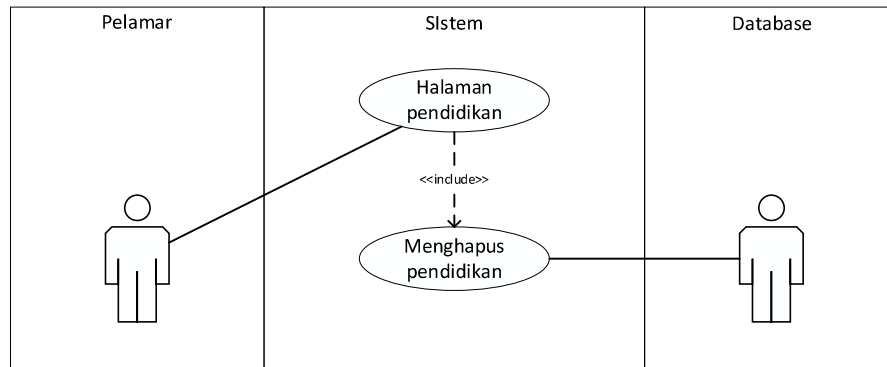 Pelamar
SIstem
Database
Halaman
pendidikan
<<include>>
Menghapus
pendidikan